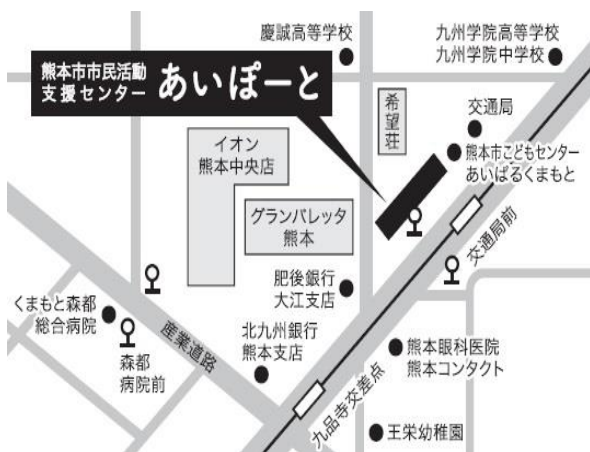 慶誠高等学校
九州学院高等学校
九州学院中学校
熊本市市民活動
支援センター
あいぽーと
希望荘
交通局
熊本市こどもセンター
あいぱるくまもと
イオン
熊本中央店
グランパレッタ
熊本
交通局前
肥後銀行
大江支店
くまもと森都
総合病院
森都
病院前
産業道路
北九州銀行
熊本支店
九品寺交差点
熊本眼科医院
熊本コンタクト
王栄幼稚園